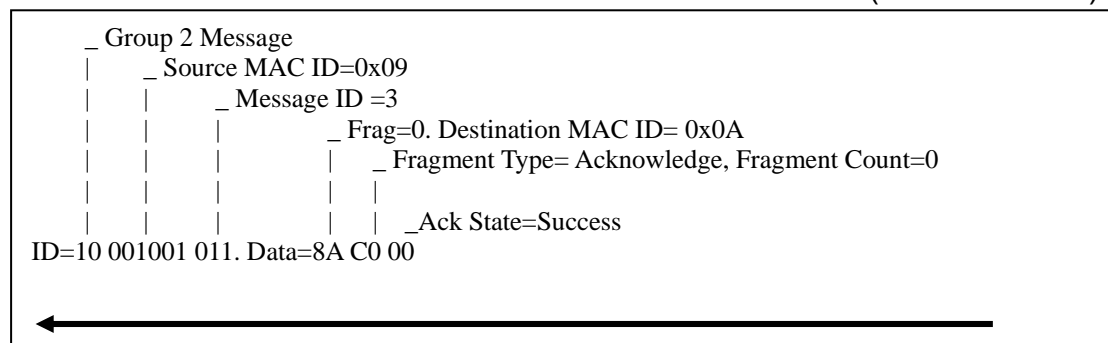 _ Group 2 Message
| _ Source MAC ID=0x09
| | _ Message ID =3
| | | _ Frag=0. Destination MAC ID= 0x0A
| | | | _ Fragment Type= Acknowledge, Fragment Count=0
| | | | |
| | | | | _Ack State=Success
ID=10 001001 011. Data=8A C0 00